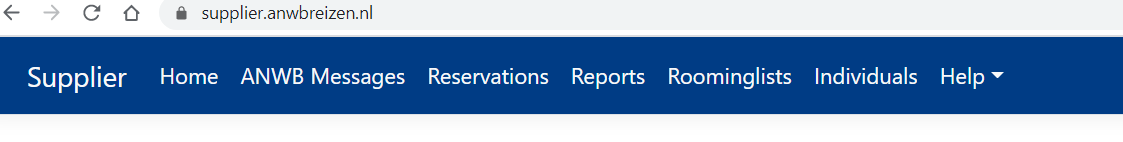 supplier.anwbreizen.nl
Supplier Home ANWB Messages Reservations Reports Roominglists Individuals Help